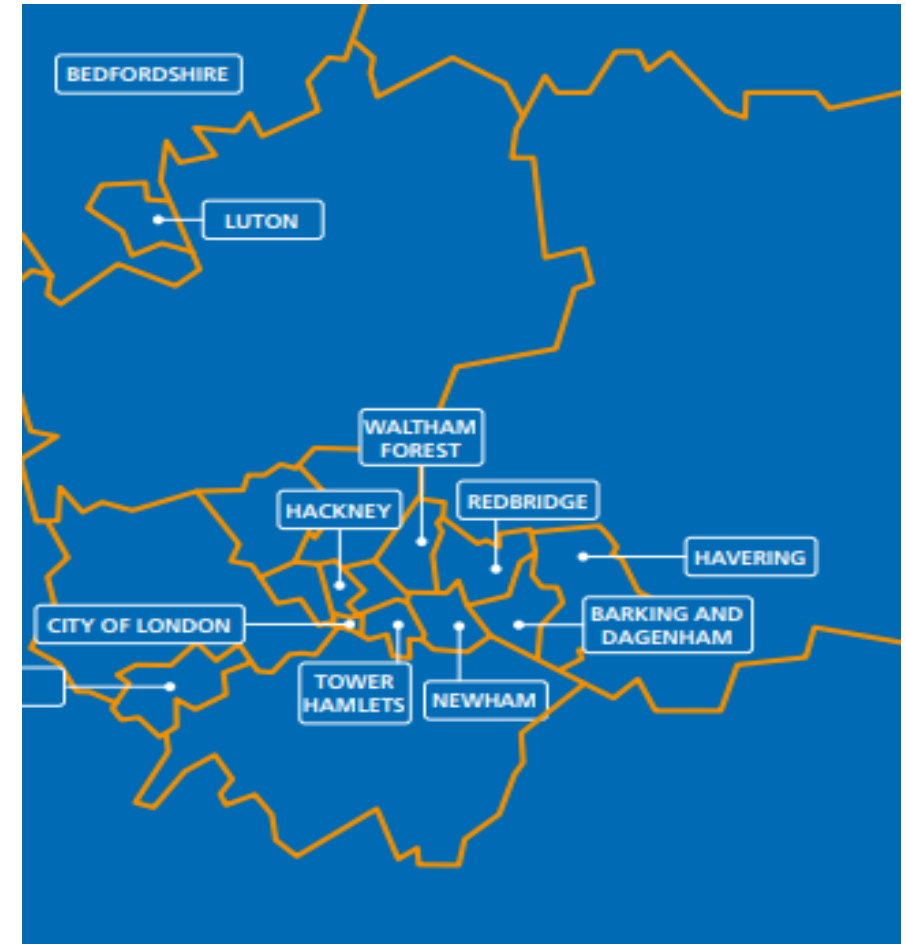 BEDFORDSHIRE
LUTON
WALTHAM
FOREST
REDBRIDGE
HACKNEY
HAVERING
CITY OF LONDON
BARKING AND
DAGENHAM
TOWER
HAMLETS
NEWHAM